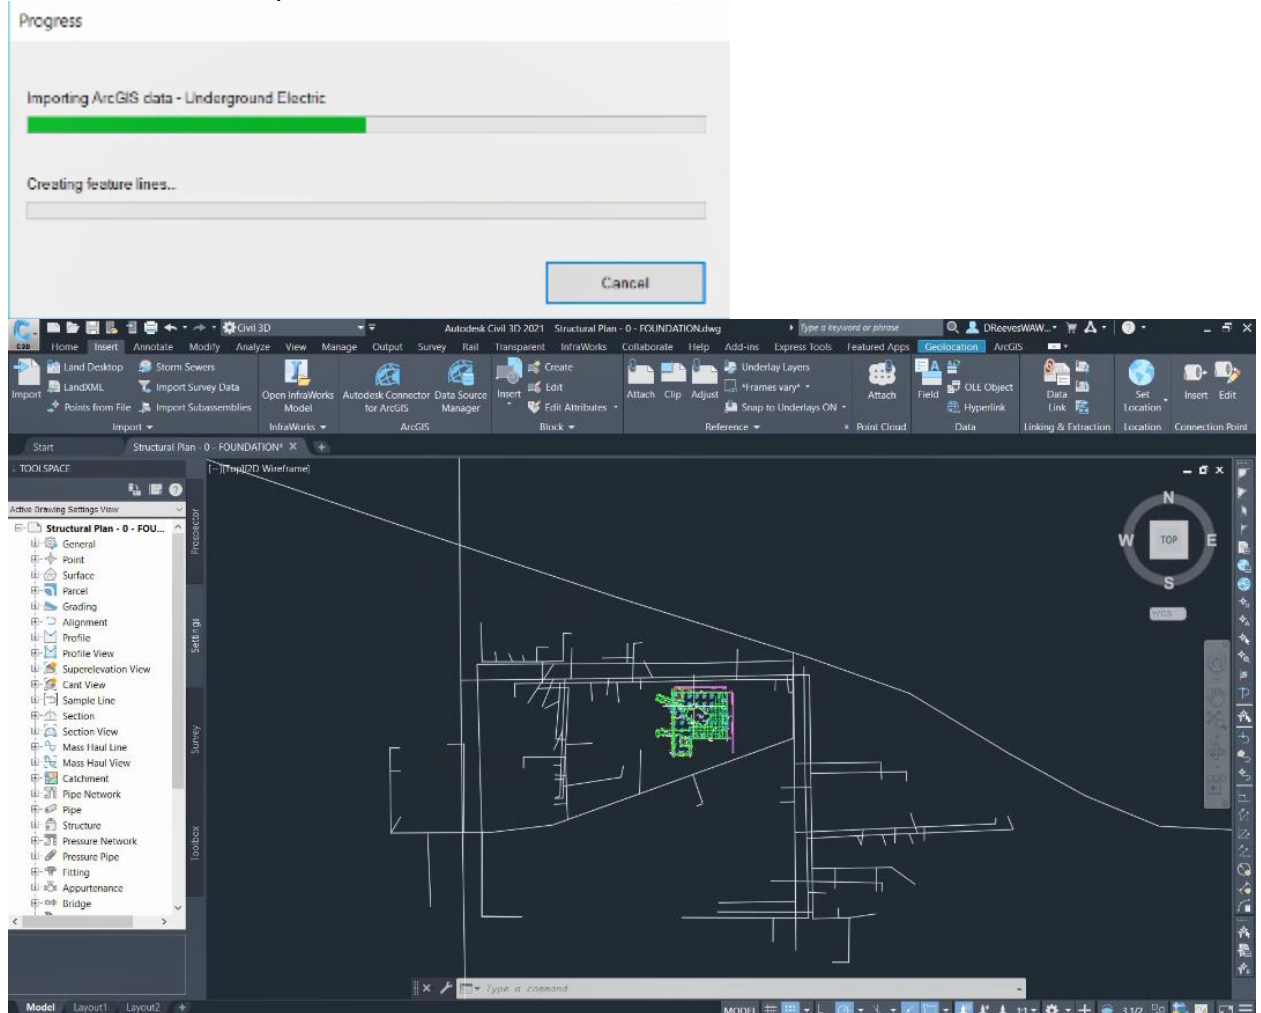 Progress
Importing ArcGIS data - Underground Electric
Creating feature lines...
Cancel
C3D
Civil 3D
Autodesk Civil 3D 2021 Structural Plan - 0 - FOUNDATION.dwg
Type a keyword or phrase
DReevesWAW...
Home Insert Annotate Modify Analyze View Manage Output Survey Rail Transparent InfraWorks Collaborate Help Add-ins Express Tools Featured Apps Geolocation ArcGIS
Land Desktop Storm Sewers
Create
Underlay Layers
Import
LandXML Import Survey Data
Open InfraWorks Model
Autodesk Connector for ArcGIS
Data Source Manager
Insert
Edit
Attach Clip Adjust
*Frames vary*
Attach
Field
OLE Object
Data Link
Set Location
Insert Edit
Points from File Import Subassemblies
Edit Attributes
Snap to Underlays ON
Hyperlink
Import InfraWorks ArcGIS Block Reference Point Cloud Data Linking & Extraction Location Connection Point
Start Structural Plan - 0 - FOUNDATION*
TOOLSPACE
[-][Top][2D Wireframe]
Active Drawing Settings View
Structural Plan - 0 - FOU...
General
Point
Surface
Parcel
Grading
Alignment
Profile
Profile View
Superelevation View
Cant View
Sample Line
Section
Section View
Mass Haul Line
Mass Haul View
Catchment
Pipe Network
Pipe
Structure
Pressure Network
Pressure Pipe
Fitting
Appurtenance
Bridge
Prospector
Settings
Survey
Toolbox
N
W TOP E
S
WCS
Type a command
Model Layout1 Layout2 +
MODEL
1:1
3 1/2